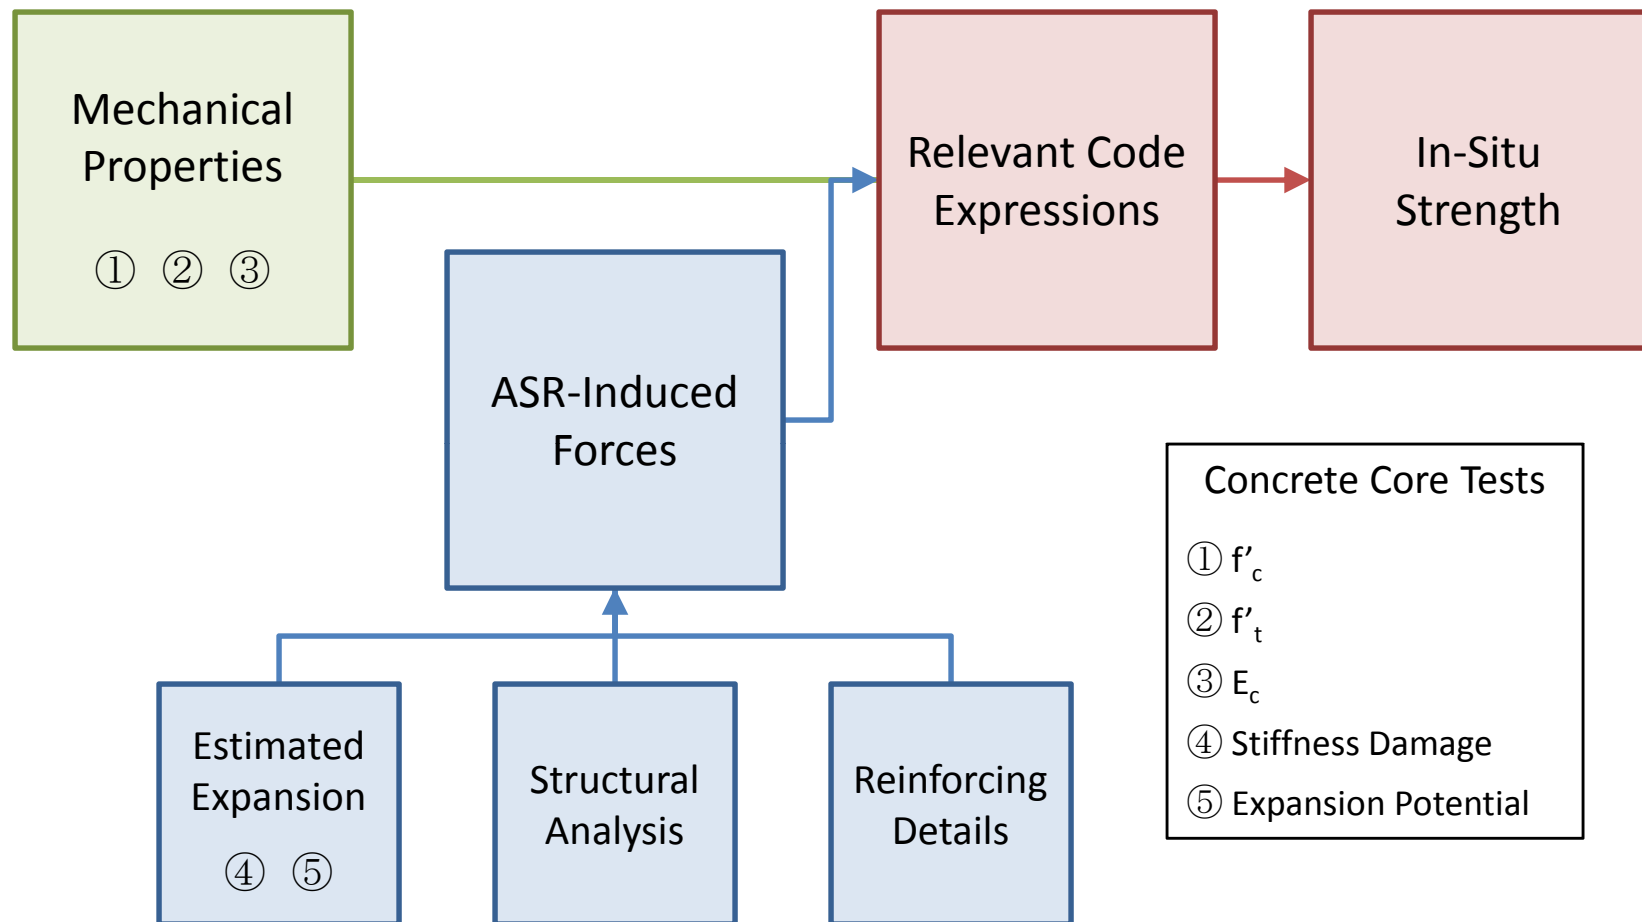 Mechanical
Properties
① ② ③
Relevant Code
Expressions
In-Situ
Strength
ASR-Induced
Forces
Estimated
Expansion
④ ⑤
Structural
Analysis
Reinforcing
Details
Concrete Core Tests
① f’c
② f’t
③ Ec
④ Stiffness Damage
⑤ Expansion Potential